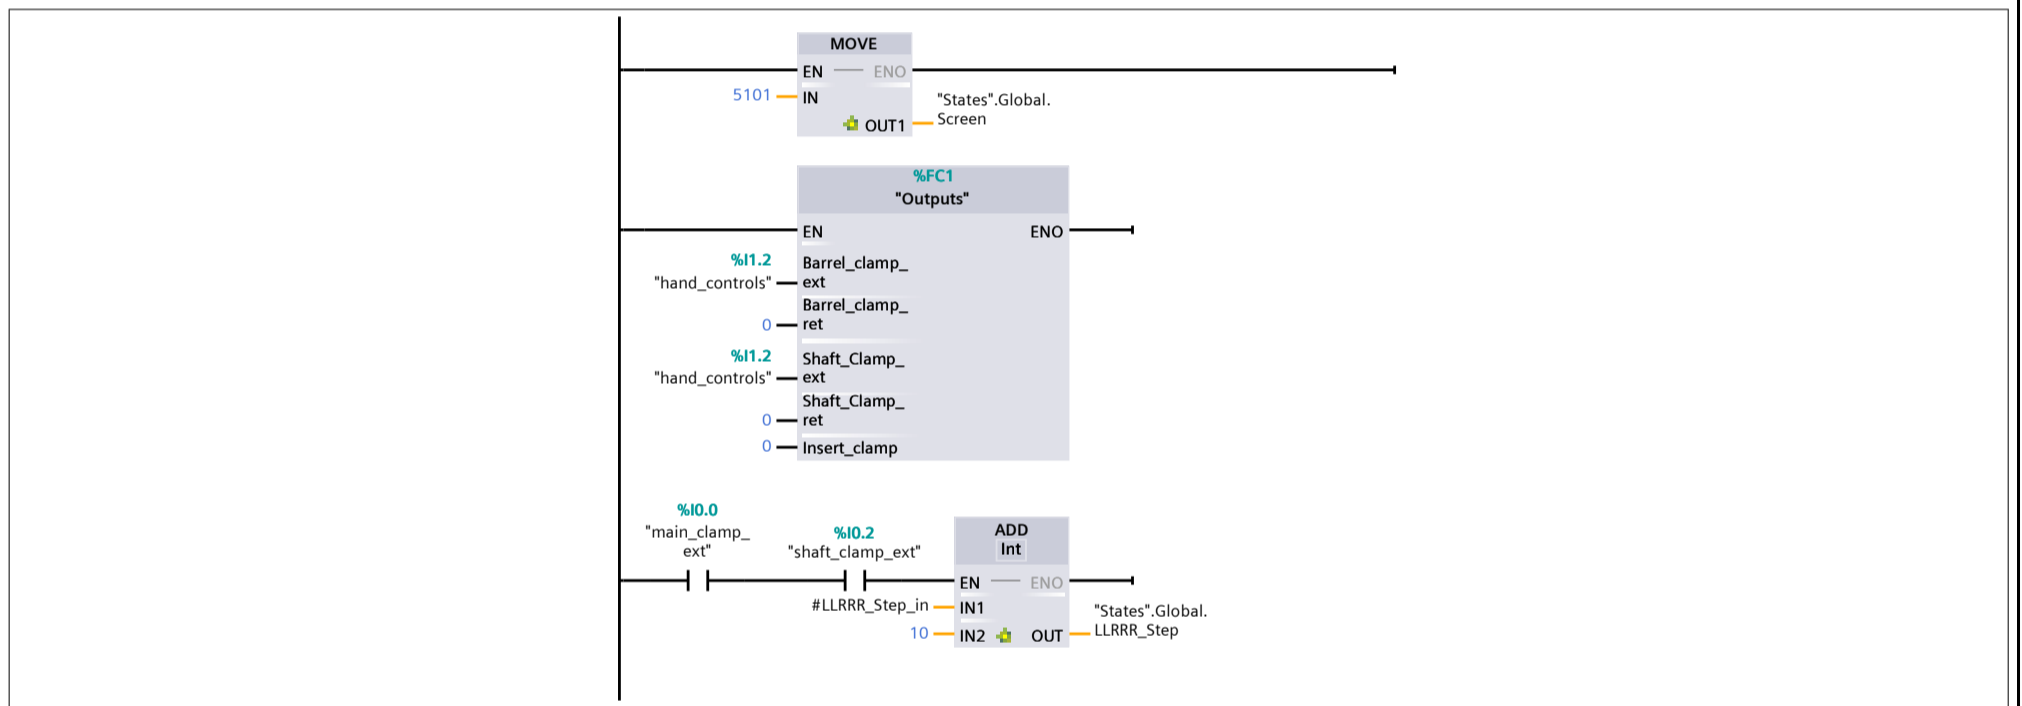 MOVE
EN ENO
5101 IN
"States".Global.
OUT1 Screen
%FC1
"Outputs"
EN ENO
%I1.2 Barrel_clamp_
"hand_controls" ext
Barrel_clamp_
0 ret
%I1.2 Shaft_Clamp_
"hand_controls" ext
Shaft_Clamp_
0 ret
0 Insert_clamp
%I0.0
"main_clamp_
ext"
%I0.2
"shaft_clamp_ext"
ADD
Int
EN ENO
#LLRRR_Step_in IN1
"States".Global.
10 IN2 OUT LLRRR_Step